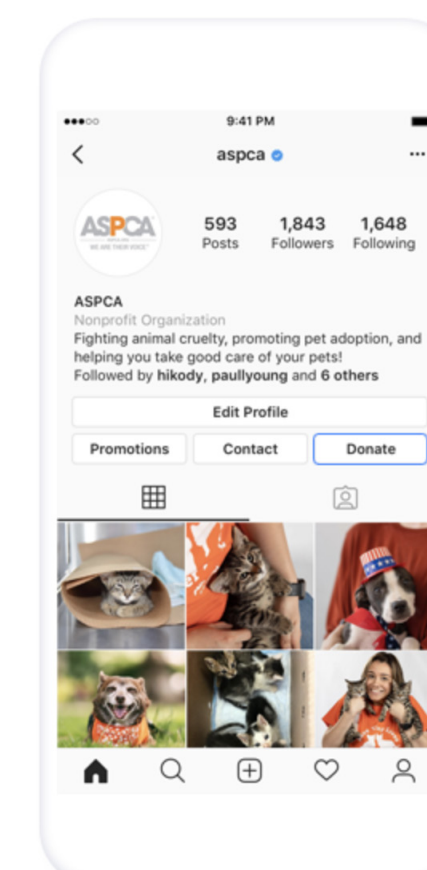 9:41 PM
aspca
ASPCA
WE ARE THEIR VOICE.
593 1,843 1,648
Posts Followers Following
ASPCA
Nonprofit Organization
Fighting animal cruelty, promoting pet adoption, and
helping you take good care of your pets!
Followed by hikody, paullyoung and 6 others
Edit Profile
Promotions Contact Donate